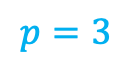 p = 3